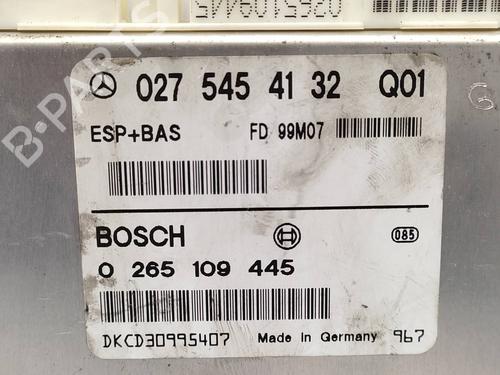 0265109445
027 545 41 32 Q01
ESP+BAS FD 99M07
BOSCH 085
0 265 109 445
DKCD30995407 Made in Germany 967
B-PARTS